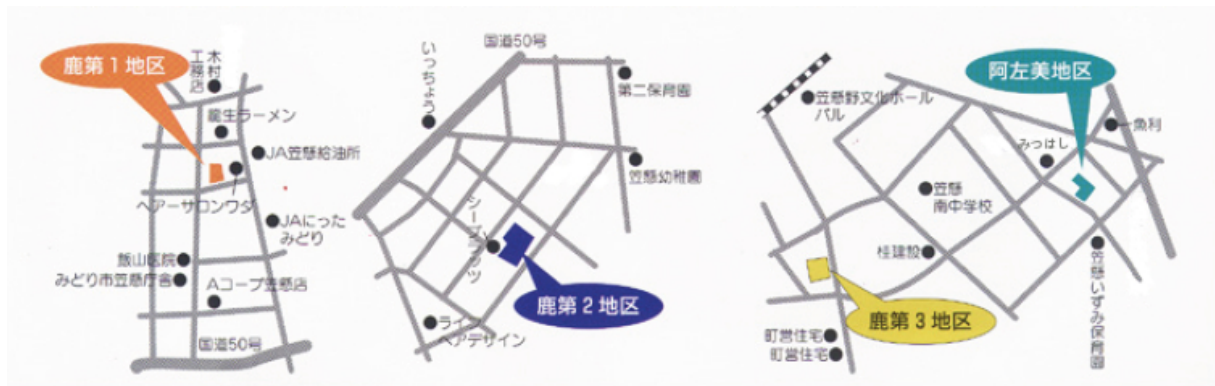 鹿第1地区
木村
工務店
龍生ラーメン
JA笠懸給油所
ヘアーサロンワダ
JAにった
みどり
飯山医院
みどり市笠懸庁舎
Aコープ笠懸店
国道50号
国道50号
いっちょう
第二保育園
笠懸幼稚園
鹿第2地区
ライフ
ヘアデザイン
笠懸野文化ホール
パル
阿左美地区
魚利
みつはし
笠懸
南中学校
桂建設
鹿第3地区
笠懸いずみ保育園
町営住宅
町営住宅